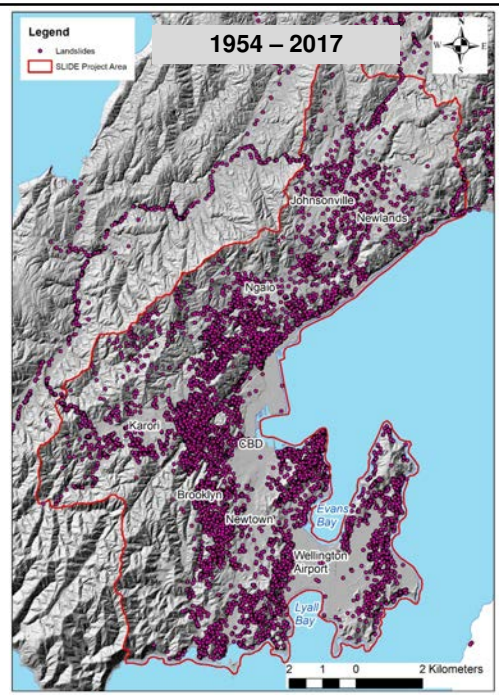 Legend
Landslides
SLIDE Project Area
1954 – 2017
N
W E
S
Johnsonville
Newlands
Ngaio
Karori
CBD
Brooklyn
Newtown
Evans
Bay
Wellington
Airport
Lyall
Bay
2 1 0 2 Kilometers